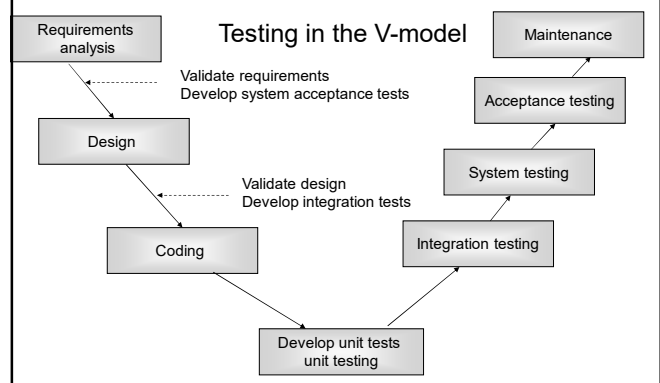 Testing in the V-model
Requirements
analysis
Maintenance
Validate requirements
Develop system acceptance tests
Acceptance testing
Design
System testing
Validate design
Develop integration tests
Coding
Integration testing
Develop unit tests
unit testing